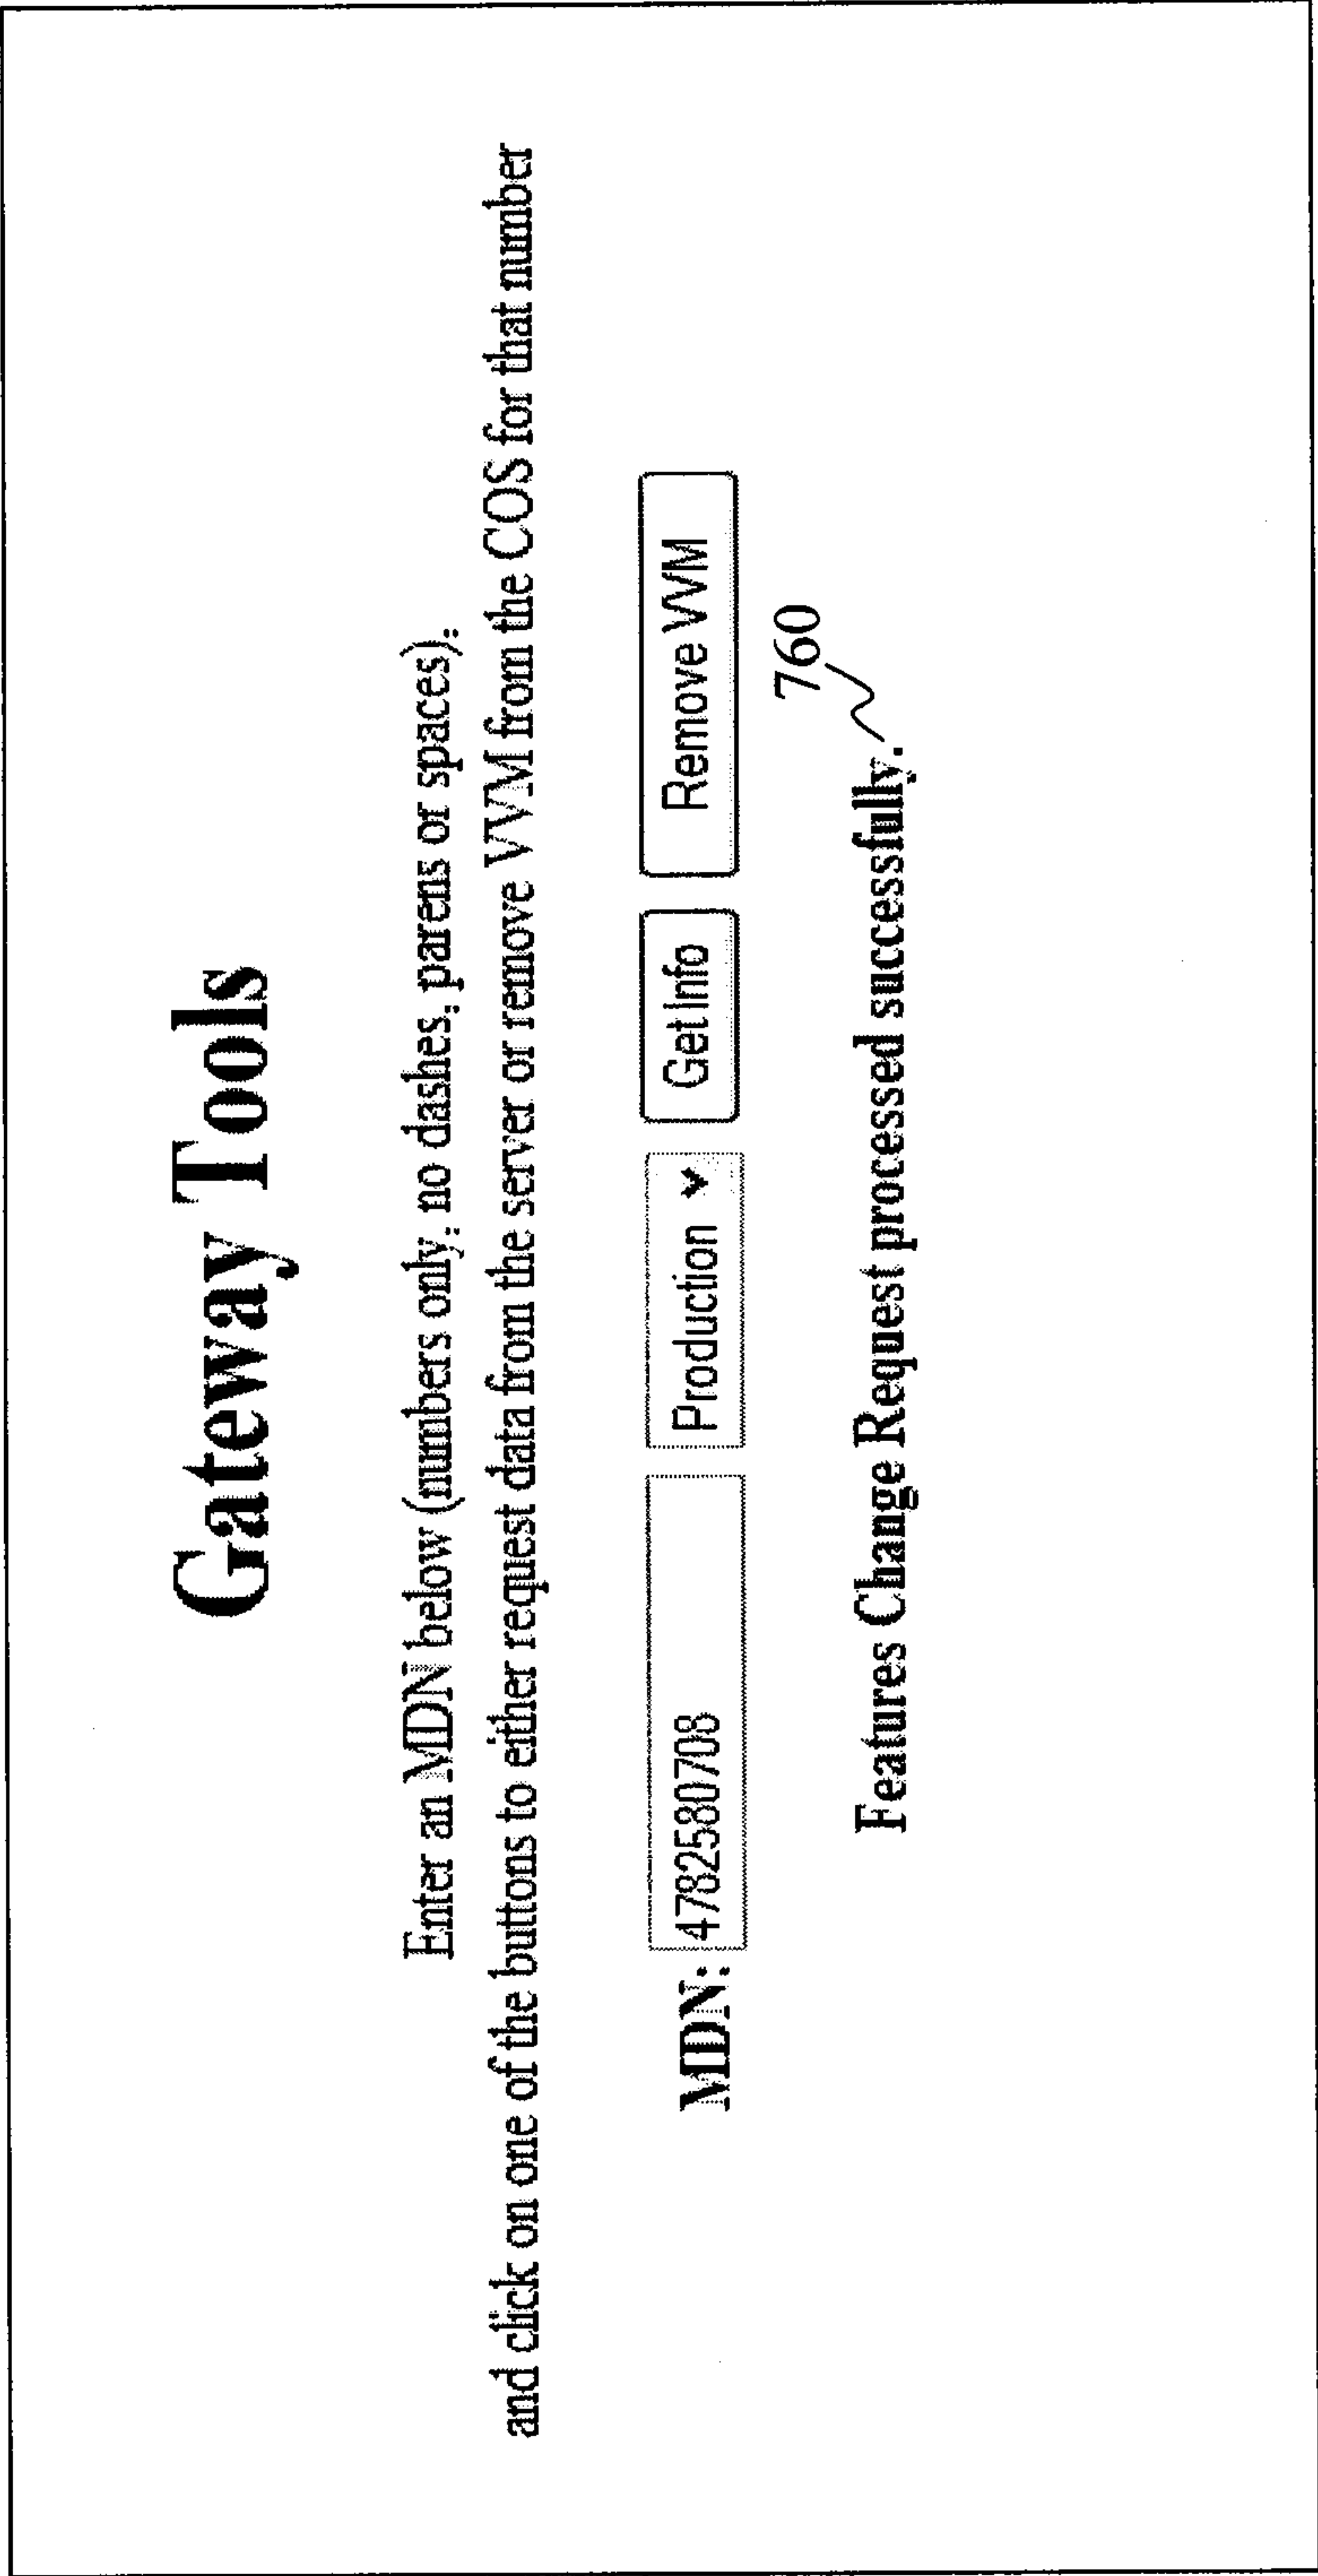 Gateway Tools
Enter an MDN below (numbers only, no dashes, parens or spaces),
and click on one of the buttons to either request data from the server or remove VVM from the COS for that number
MDN: 4782580708 Production Get Info Remove VVM
760
Features Change Request processed successfully.